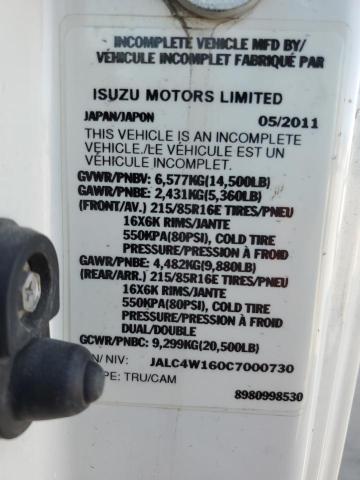 INCOMPLETE VEHICLE MFD BY/
VÉHICULE INCOMPLET FABRIQUÉ PAR
ISUZU MOTORS LIMITED
JAPAN/JAPON 05/2011
THIS VEHICLE IS AN INCOMPLETE
VEHICLE./LE VÉHICULE EST UN
VÉHICULE INCOMPLET.
GVWR/PNBV: 6,577KG(14,500LB)
GAWR/PNBE: 2,431KG(5,360LB)
(FRONT/AV.) 215/85R16E TIRES/PNEU
16X6K RIMS/JANTE
550KPA(80PSI), COLD TIRE
PRESSURE/PRESSION À FROID
GAWR/PNBE: 4,482KG(9,880LB)
(REAR/ARR.) 215/85R16E TIRES/PNEU
16X6K RIMS/JANTE
550KPA(80PSI), COLD TIRE
PRESSURE/PRESSION À FROID
DUAL/DOUBLE
GCWR/PNBC: 9,299KG(20,500LB)
IN/ NIV: JALC4W160C7000730
PE: TRU/CAM
8980998530